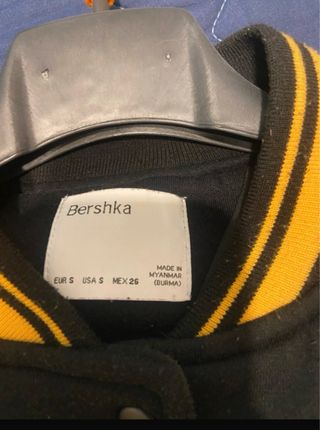 Bershka
EUR S USA S MEX 26
MADE IN
MYANMAR
(BURMA)